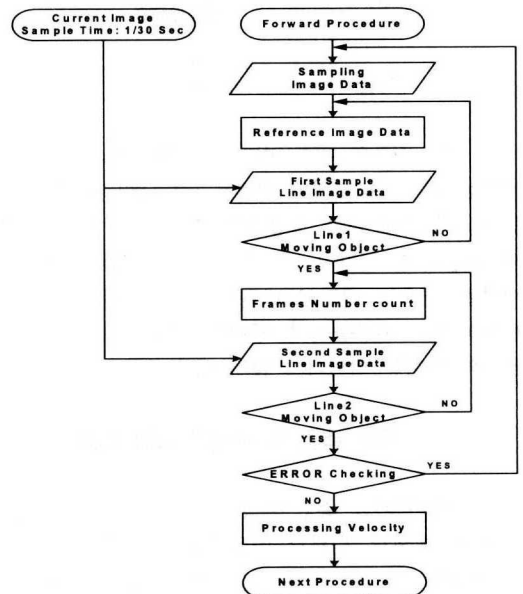 Current Image
Sample Time: 1/30 Sec
Forward Procedure
Sampling
Image Data
Reference Image Data
First Sample
Line Image Data
Line1
Moving Object
NO
YES
Frames Number count
Second Sample
Line Image Data
Line2
Moving Object
NO
YES
ERROR Checking
YES
NO
Processing Velocity
Next Procedure